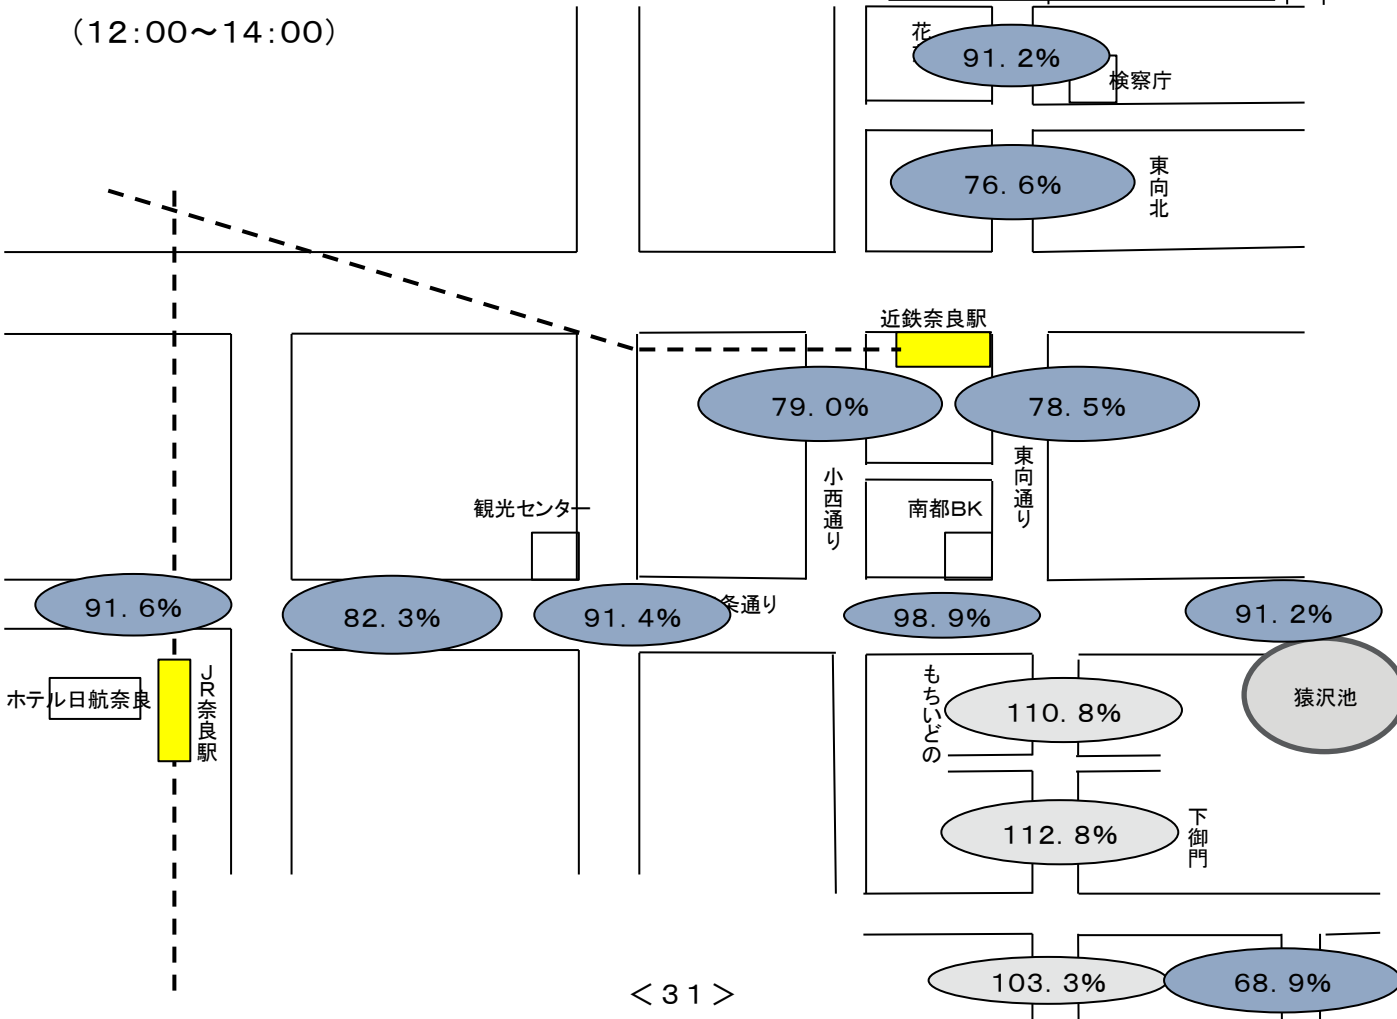 (12:00～14:00)
花
91.2%
検察庁
76.6%
東向北
近鉄奈良駅
79.0%
78.5%
小西通り
東向通り
観光センター
南都BK
91.6%
82.3%
91.4%
条通り
98.9%
91.2%
ホテル日航奈良
JR奈良駅
もちいどの
110.8%
猿沢池
112.8%
下御門
103.3%
68.9%
＜31＞